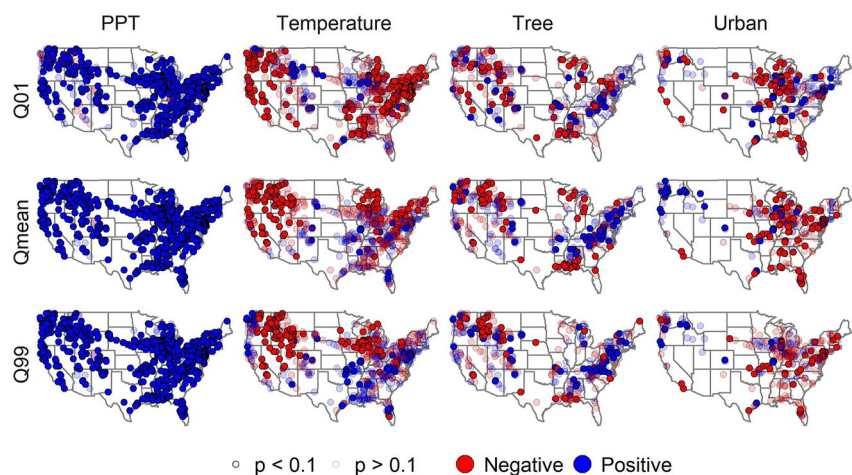 PPT Temperature Tree Urban
Q01
Qmean
Q99
p < 0.1 p > 0.1 Negative Positive